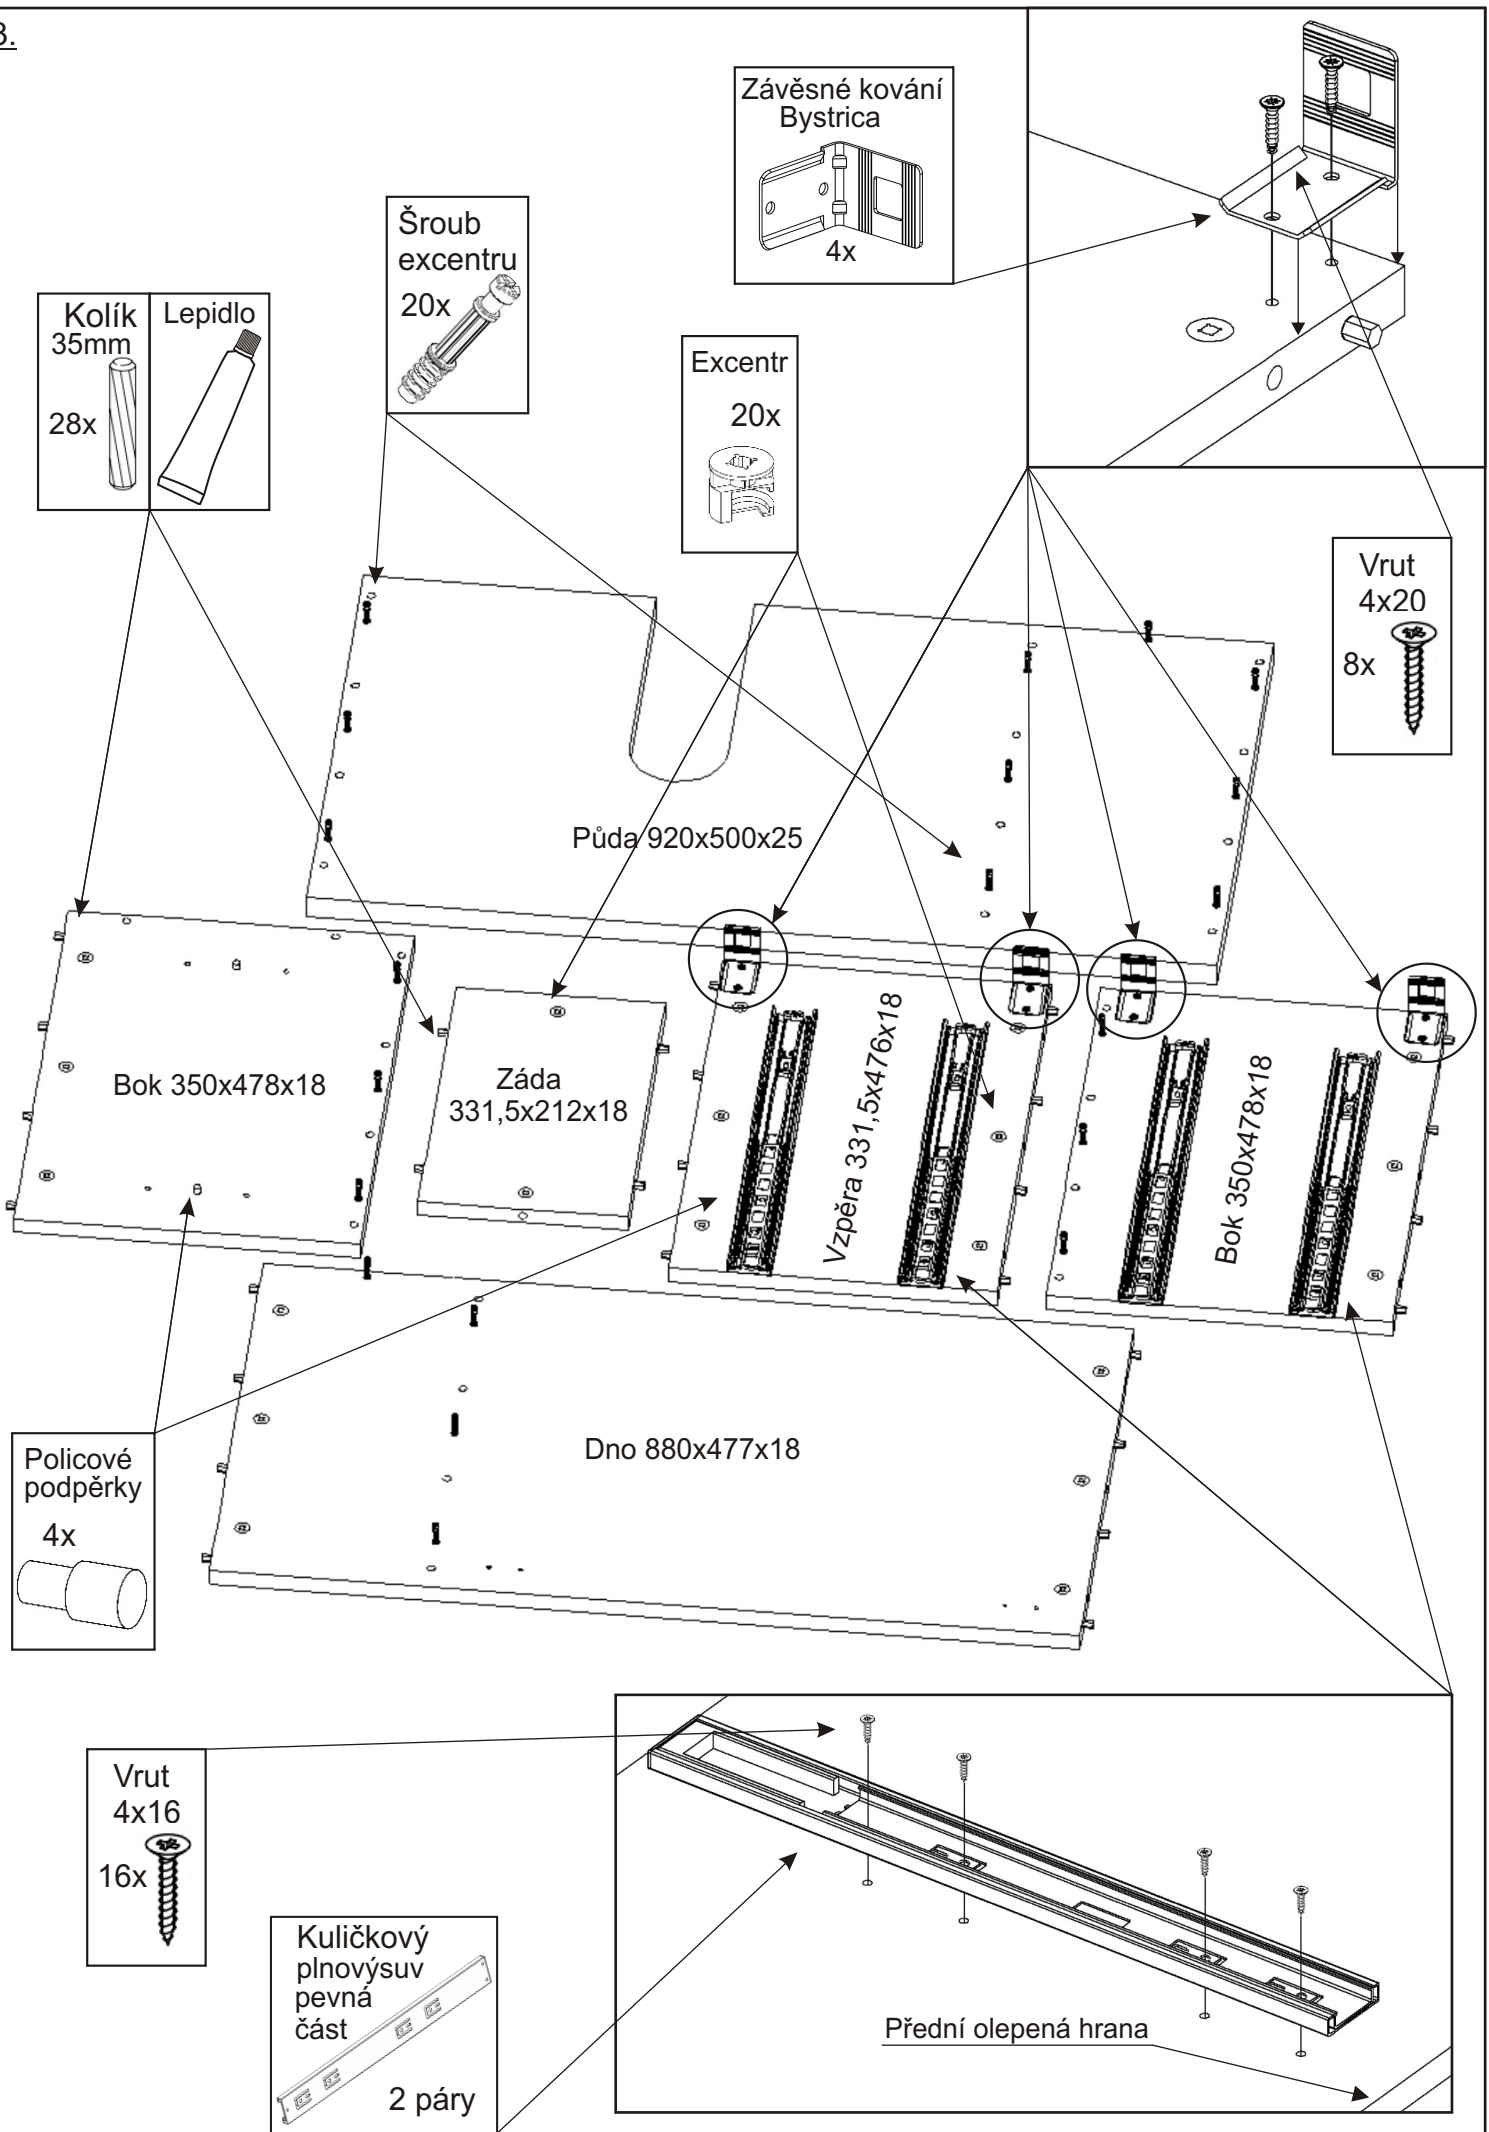 3.
Závěsné kování
Bystrica
4x
Šroub
excentru
20x
Kolík
35mm
28x
Lepidlo
Excentr
20x
Vrut
4x20
8x
Půda 920x500x25
Bok 350x478x18
Záda
331,5x212x18
Vzpěra 331,5x476x18
Bok 350x478x18
Dno 880x477x18
Policové
podpěrky
4x
Vrut
4x16
16x
Kuličkový
plnovýsuv
pevná
část
2 páry
Přední olepená hrana